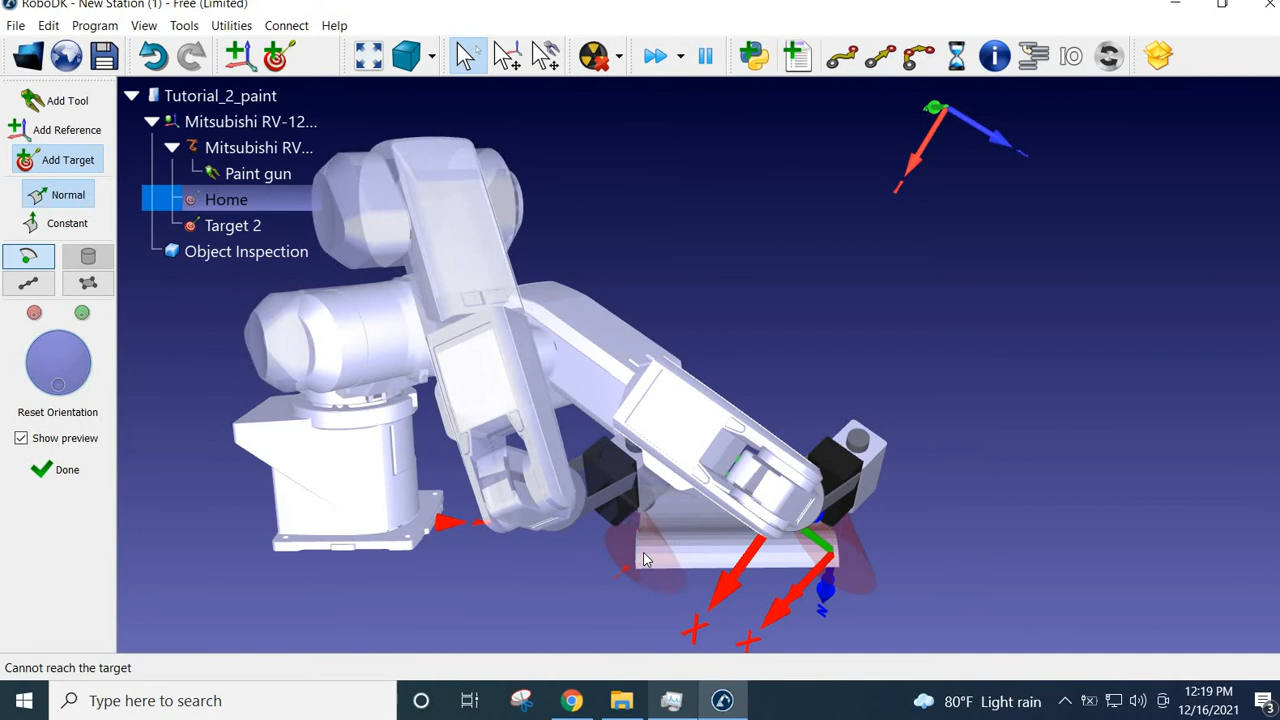 RoboDK - New Station (1) - Free (Limited)
File Edit Program View Tools Utilities Connect Help
IO
Add Tool
Add Reference
Add Target
Normal
Constant
Reset Orientation
Show preview
Done
Tutorial_2_paint
Mitsubishi RV-12...
Mitsubishi RV...
Paint gun
Home
Target 2
Object Inspection
X X
Cannot reach the target
Type here to search
80°F Light rain
12:19 PM
12/16/2021
3